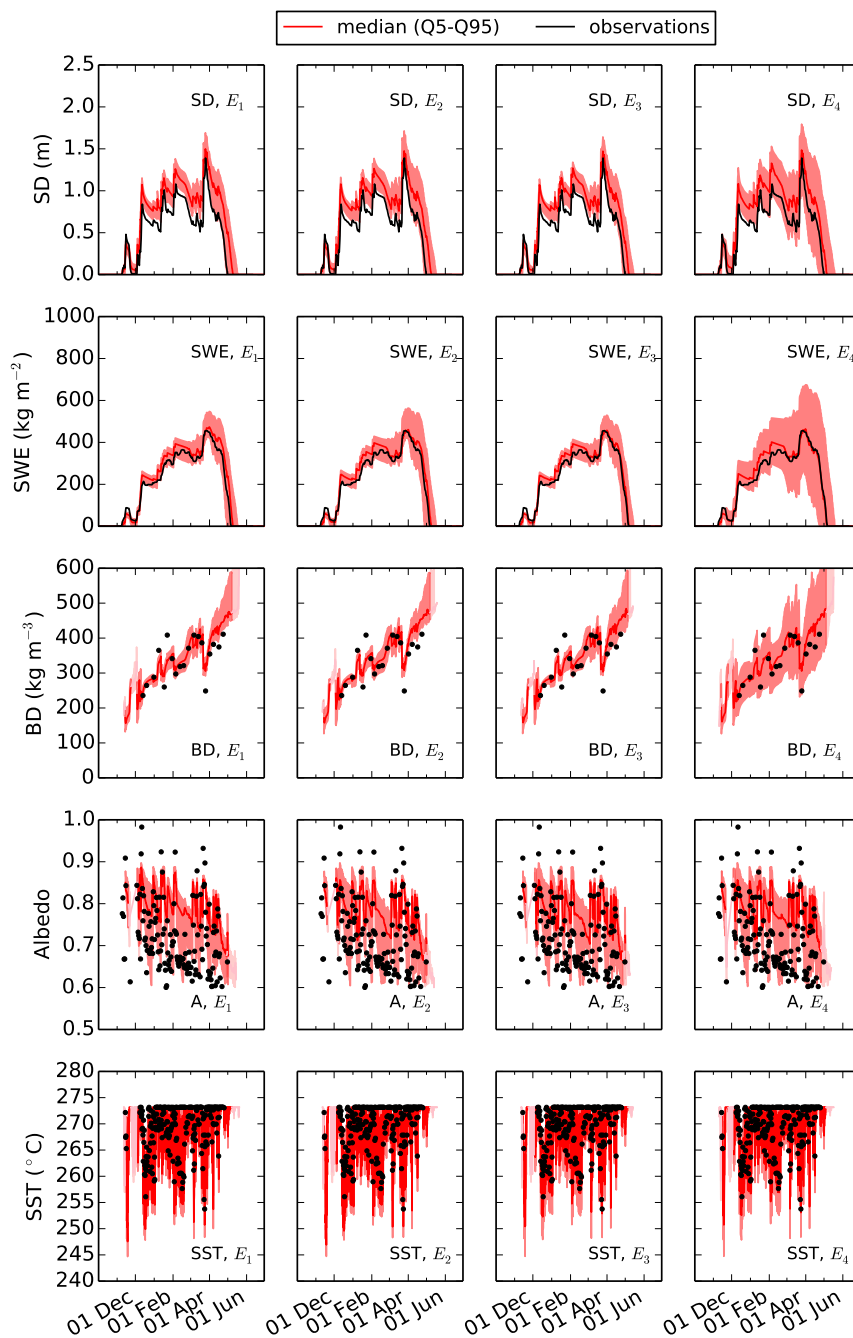 median (Q5-Q95) observations
2.5
2.0
1.5
1.0
0.5
0.0
SD (m)
SD, E1
SD, E2
SD, E3
SD, E4
1000
800
600
400
200
0
SWE (kg m−2)
SWE, E1
SWE, E2
SWE, E3
SWE, E4
600
500
400
300
200
100
0
BD (kg m−3)
BD, E1
BD, E2
BD, E3
BD, E4
1.0
0.9
0.8
0.7
0.6
0.5
Albedo
A, E1
A, E2
A, E3
A, E4
280
275
270
265
260
255
250
245
240
SST (°C)
SST, E1
SST, E2
SST, E3
SST, E4
01 Dec 01 Feb 01 Apr 01 Jun
01 Dec 01 Feb 01 Apr 01 Jun
01 Dec 01 Feb 01 Apr 01 Jun
01 Dec 01 Feb 01 Apr 01 Jun